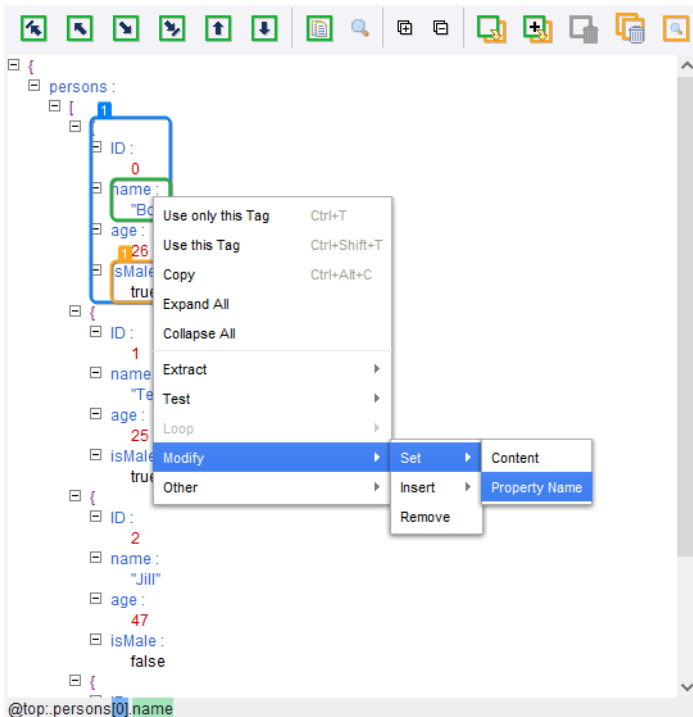 {
persons :
[ 1
{
ID :
0
name :
"Bo
age :
1 26
isMale
true
{
ID :
1
name
"Te
age :
25
isMale
true
{
ID :
2
name :
"Jill"
age :
47
isMale :
false
{
Use only this Tag Ctrl+T
Use this Tag Ctrl+Shift+T
Copy Ctrl+Alt+C
Expand All
Collapse All
Extract
Test
Loop
Modify
Other
Set
Insert
Remove
Content
Property Name
@top:.persons[0].name